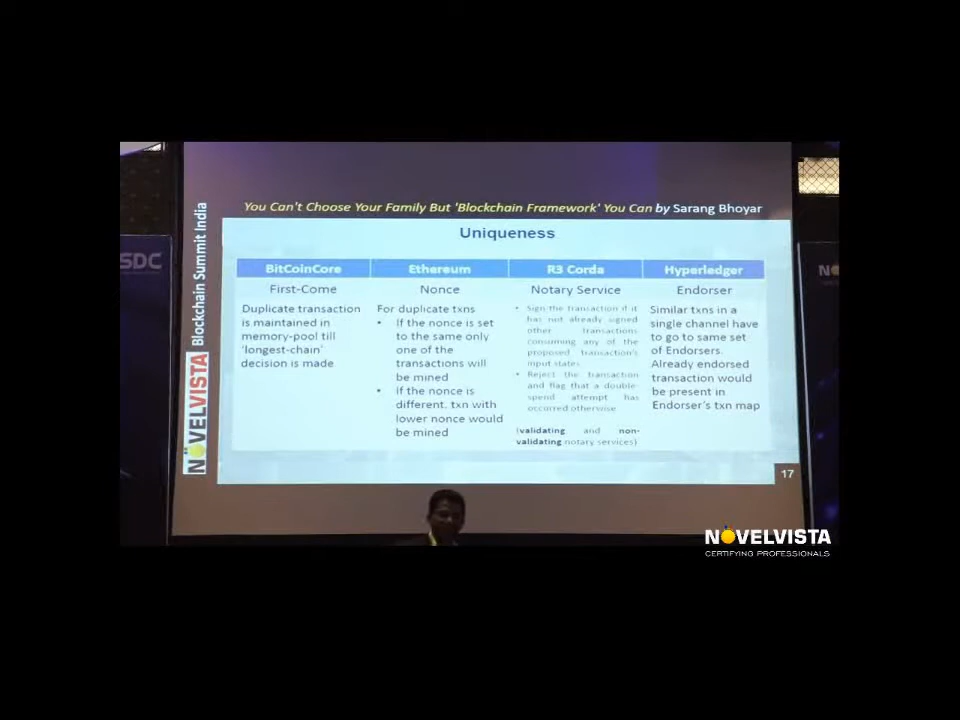 You Can't Choose Your Family But 'Blockchain Framework' You Can by Sarang Bhoyar
Uniqueness
BitCoinCore
Ethereum
R3 Corda
Hyperledger
First-Come
Nonce
Notary Service
Endorser
Duplicate transaction
is maintained in
memory-pool till
'longest-chain'
decision is made
For duplicate txns
• If the nonce is set
to the same only
one of the
transactions will
be mined
• If the nonce is
different, txn with
lower nonce would
be mined
• Sign the transaction if it
has not already signed
other transactions
consuming any of the
proposed transaction's
input states
• Reject the transaction
and flag that a double-
spend attempt has
occurred otherwise
(validating and non-
validating notary services)
Similar txns in a
single channel have
to go to same set
of Endorsers.
Already endorsed
transaction would
be present in
Endorser's txn map
17
NOVELVISTA Blockchain Summit India
SDC
NOVELVISTA
CERTIFYING PROFESSIONALS